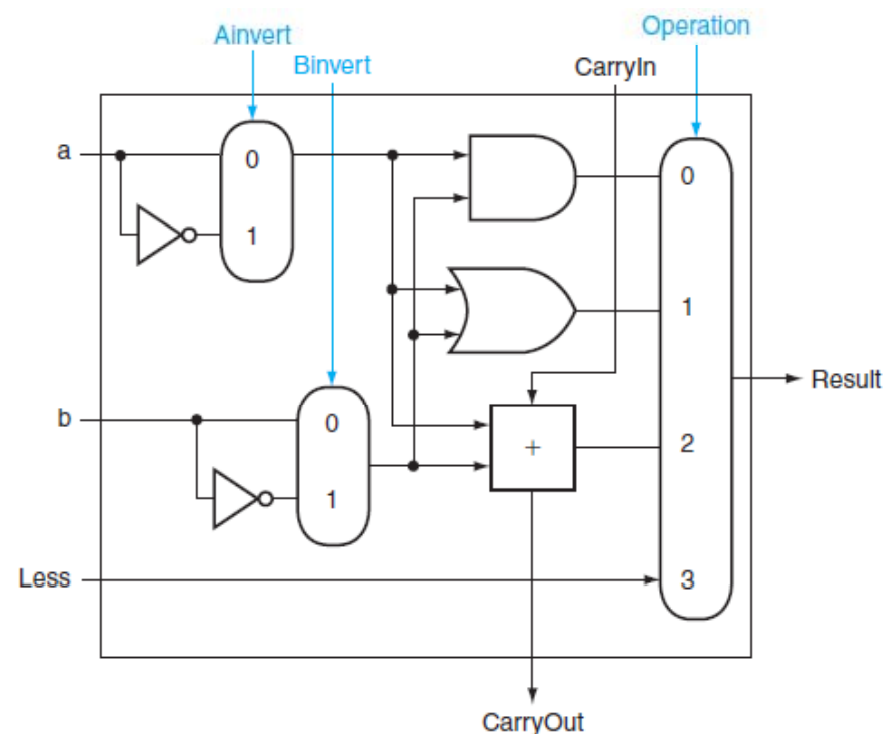 Operation
Ainvert
Binvert
CarryIn
a
0
0
1
1
b
0
+
2
1
Less
3
Result
CarryOut